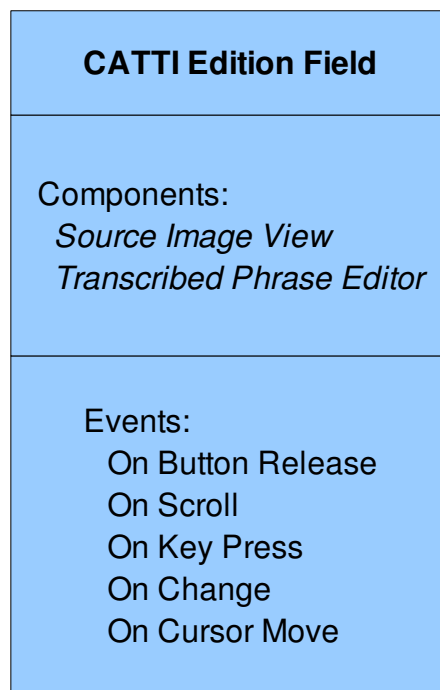 CATTI Edition Field
Components:
Source Image View
Transcribed Phrase Editor
Events:
On Button Release
On Scroll
On Key Press
On Change
On Cursor Move